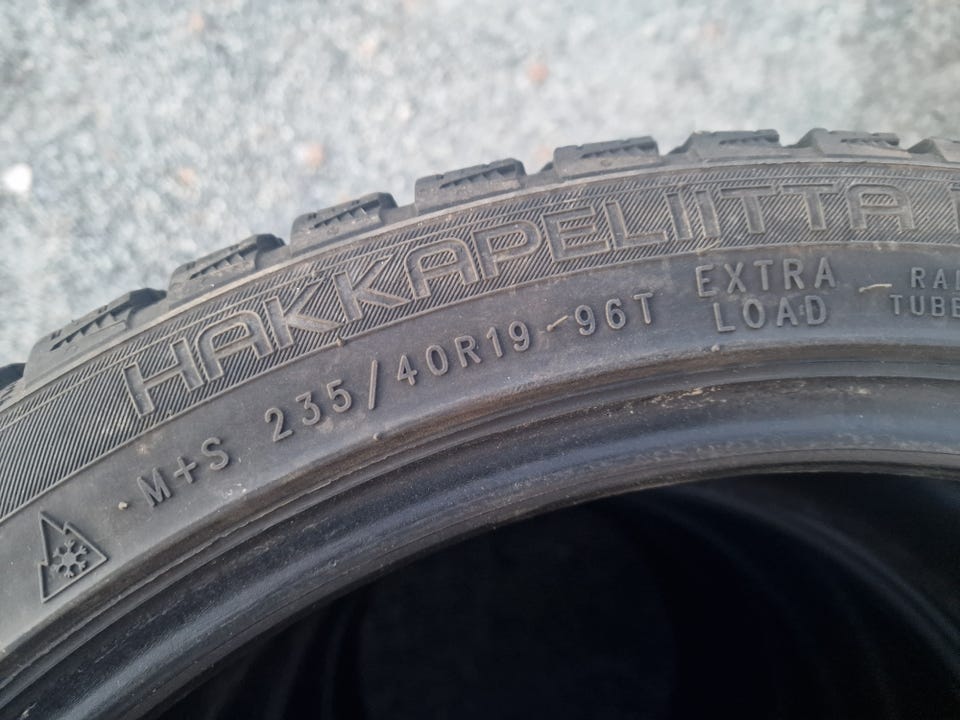 HAKKAPELIITTA
M+S 235/40R19 96T EXTRA LOAD